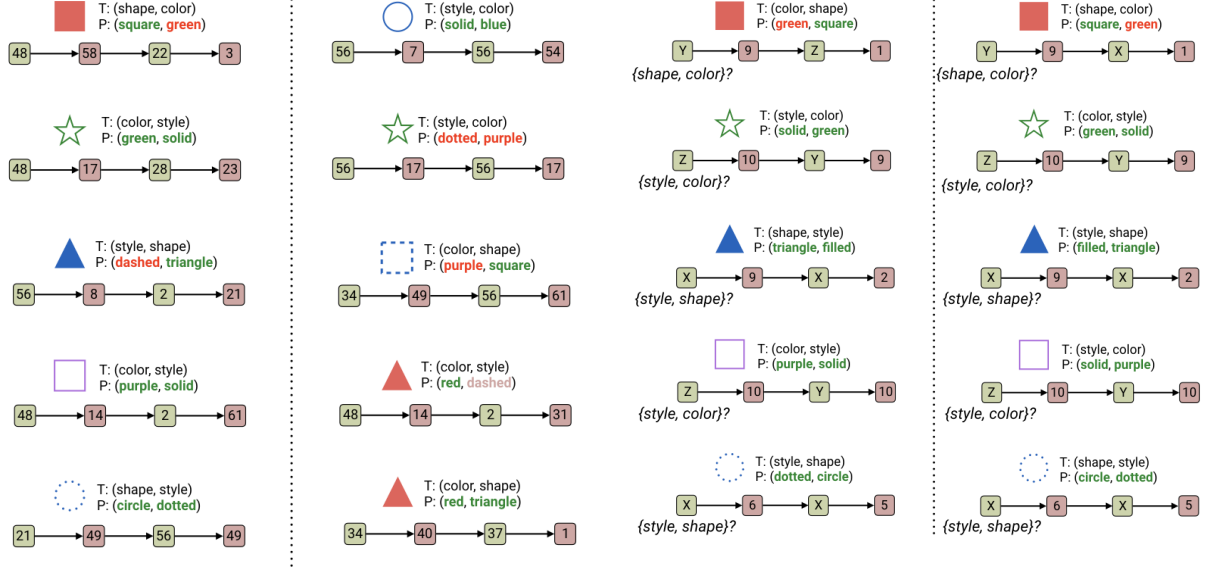 T: (shape, color)
P: (square, green)
48 58 22 3
T: (color, style)
P: (green, solid)
48 17 28 23
T: (style, shape)
P: (dashed, triangle)
56 8 2 21
T: (color, style)
P: (purple, solid)
48 14 2 61
T: (shape, style)
P: (circle, dotted)
21 49 56 49
T: (style, color)
P: (solid, blue)
56 7 56 54
T: (style, color)
P: (dotted, purple)
56 17 56 17
T: (color, shape)
P: (purple, square)
34 49 56 61
T: (color, style)
P: (red, dashed)
48 14 2 31
T: (color, shape)
P: (red, triangle)
34 40 37 1
T: (color, shape)
P: (green, square)
Y 9 Z 1
{shape, color}?
T: (style, color)
P: (solid, green)
Z 10 Y 9
{style, color}?
T: (shape, style)
P: (triangle, filled)
X 9 X 2
{style, shape}?
T: (color, style)
P: (purple, solid)
Z 10 Y 10
{style, color}?
T: (style, shape)
P: (dotted, circle)
X 6 X 5
{style, shape}?
T: (shape, color)
P: (square, green)
Y 9 X 1
{shape, color}?
T: (color, style)
P: (green, solid)
Z 10 Y 9
{style, color}?
T: (style, shape)
P: (filled, triangle)
X 9 X 2
{style, shape}?
T: (style, color)
P: (solid, purple)
Z 10 Y 10
{style, color}?
T: (shape, style)
P: (circle, dotted)
X 6 X 5
{style, shape}?